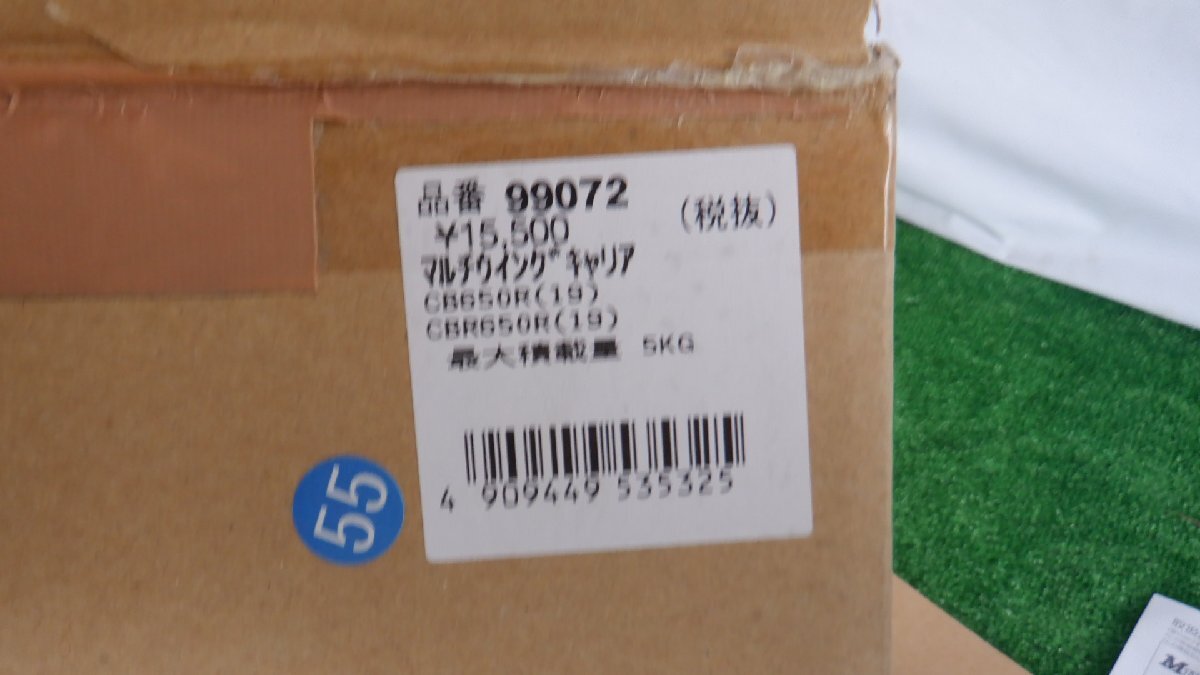 品番 99072
¥15,500 (税抜)
マルチウイングキャリア
CB650R(19)
CBR650R(19)
最大積載量 5KG
4 909449 535325
55